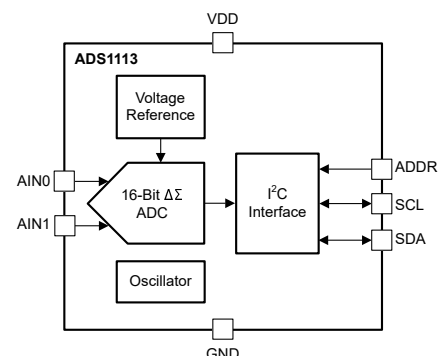 VDD
ADS1113
Voltage
Reference
AIN0
AIN1
16-Bit ΔΣ
ADC
I²C
Interface
ADDR
SCL
SDA
Oscillator
GND